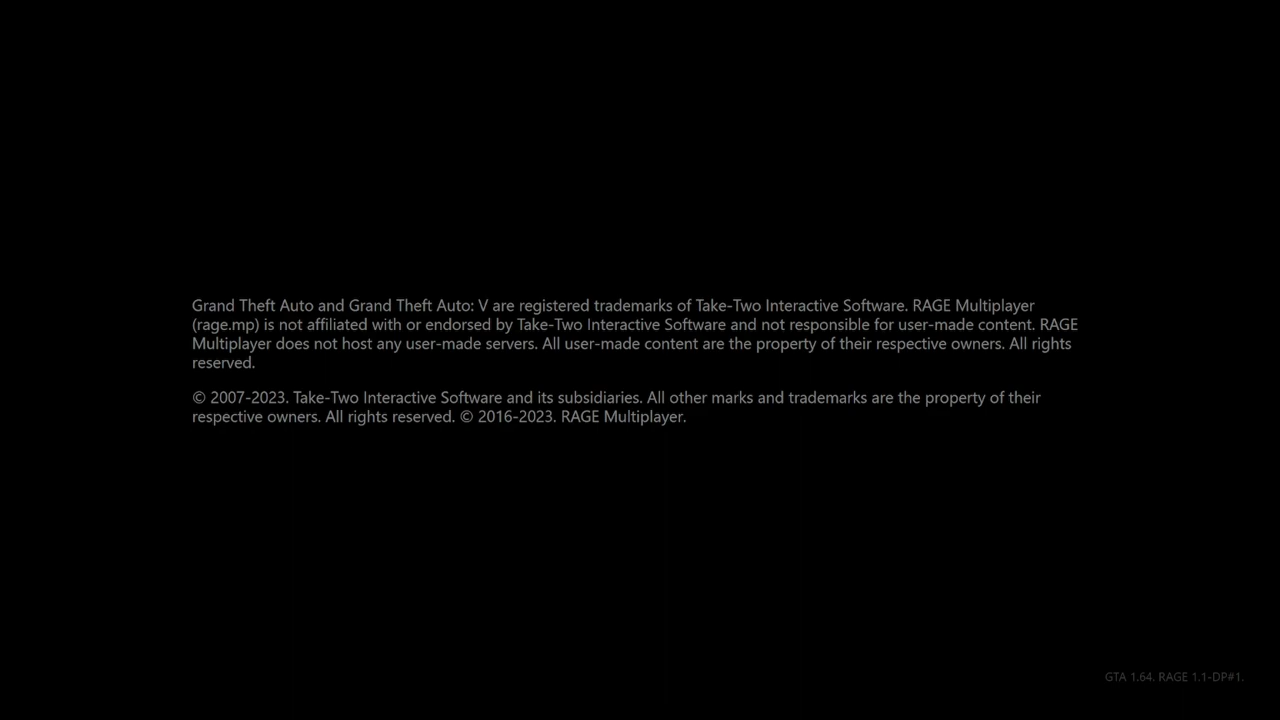 Grand Theft Auto and Grand Theft Auto: V are registered trademarks of Take-Two Interactive Software. RAGE Multiplayer
(rage.mp) is not affiliated with or endorsed by Take-Two Interactive Software and not responsible for user-made content. RAGE
Multiplayer does not host any user-made servers. All user-made content are the property of their respective owners. All rights
reserved.
© 2007-2023. Take-Two Interactive Software and its subsidiaries. All other marks and trademarks are the property of their
respective owners. All rights reserved. © 2016-2023. RAGE Multiplayer.
GTA 1.64. RAGE 1.1-DP#1.